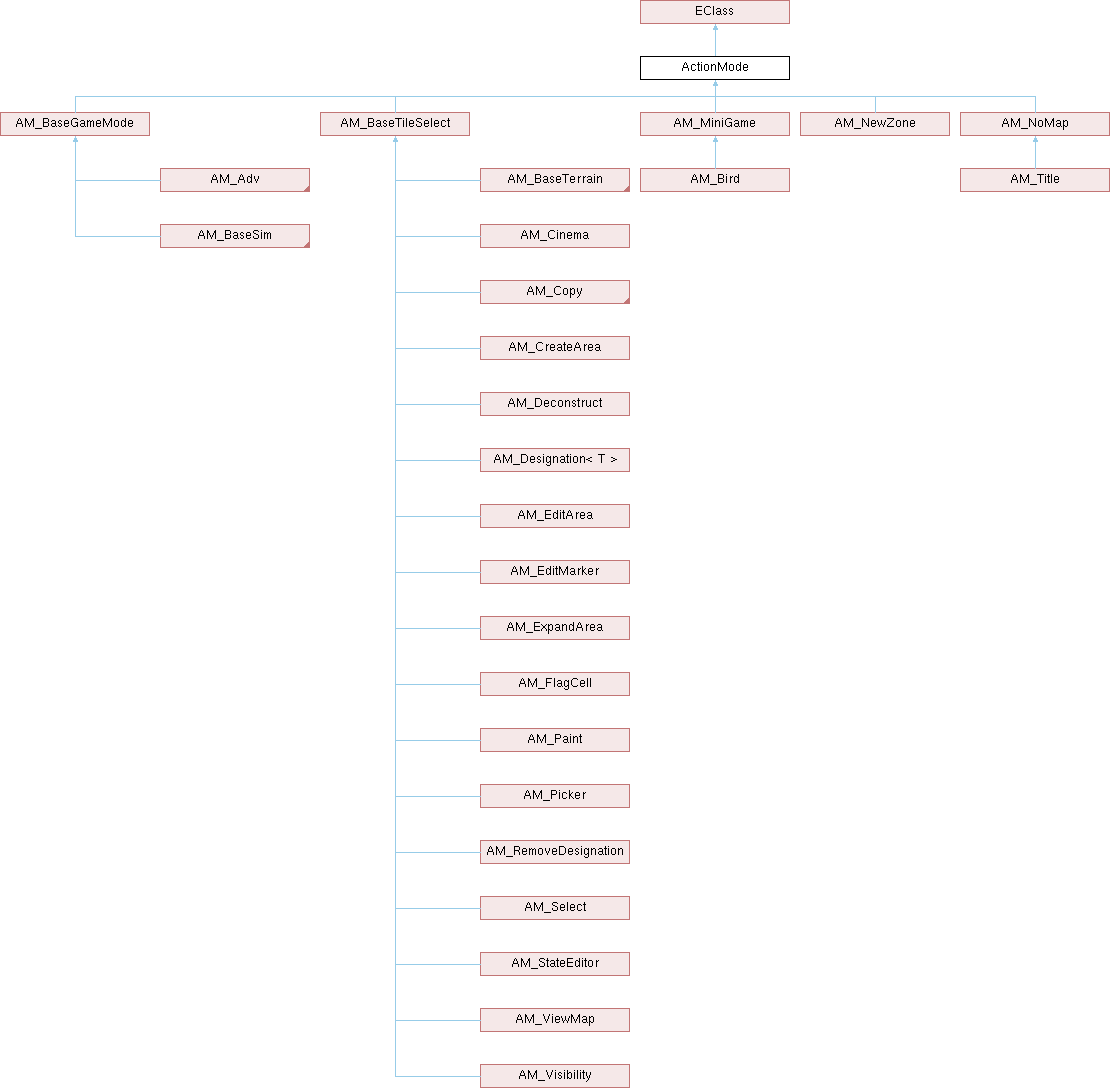 EClass
ActionMode
AM_BaseGameMode
AM_BaseTileSelect
AM_MiniGame
AM_NewZone
AM_NoMap
AM_Adv
AM_BaseTerrain
AM_Bird
AM_Title
AM_BaseSim
AM_Cinema
AM_Copy
AM_CreateArea
AM_Deconstruct
AM_Designation< T >
AM_EditArea
AM_EditMarker
AM_ExpandArea
AM_FlagCell
AM_Paint
AM_Picker
AM_RemoveDesignation
AM_Select
AM_StateEditor
AM_ViewMap
AM_Visibility